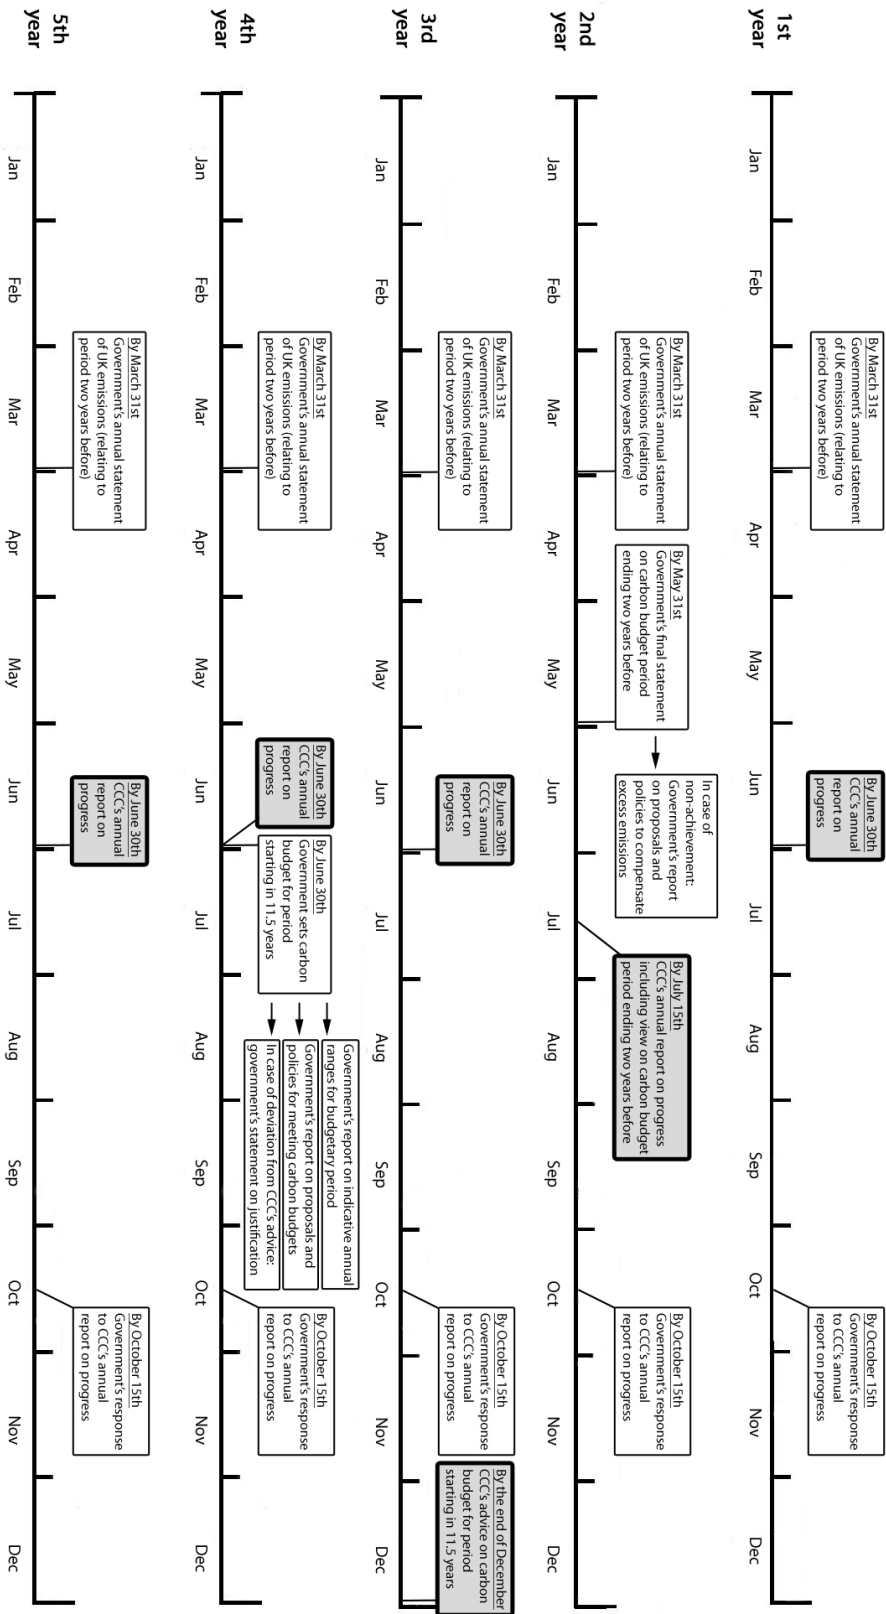 1st
year
By March 31st
Government's annual statement
of UK emissions (relating to
period two years before)
By June 30th
CCC's annual
report on
progress
By October 15th
Government's response
to CCC's annual
report on progress
Jan
Feb
Mar
Apr
May
Jun
Jul
Aug
Sep
Oct
Nov
Dec
2nd
year
By March 31st
Government's annual statement
of UK emissions (relating to
period two years before)
By May 31st
Government's final statement
on carbon budget period
ending two years before
In case of
non-achievement:
Government's report
on proposals and
policies to compensate
excess emissions
By July 15th
CCC's annual report on progress
including view on carbon budget
period ending two years before
By October 15th
Government's response
to CCC's annual
report on progress
Jan
Feb
Mar
Apr
May
Jun
Jul
Aug
Sep
Oct
Nov
Dec
3rd
year
By March 31st
Government's annual statement
of UK emissions (relating to
period two years before)
By June 30th
CCC's annual
report on
progress
By October 15th
Government's response
to CCC's annual
report on progress
By the end of December
CCC's advice on carbon
budget for period
starting in 11.5 years
Jan
Feb
Mar
Apr
May
Jun
Jul
Aug
Sep
Oct
Nov
Dec
4th
year
By March 31st
Government's annual statement
of UK emissions (relating to
period two years before)
By June 30th
CCC's annual
report on
progress
By June 30th
Government sets carbon
budget for period
starting in 11.5 years
Government's report on indicative annual
ranges for budgetary period
Government's report on proposals and
policies for meeting carbon budgets
In case of deviation from CCC's advice:
government's statement on justification
By October 15th
Government's response
to CCC's annual
report on progress
Jan
Feb
Mar
Apr
May
Jun
Jul
Aug
Sep
Oct
Nov
Dec
5th
year
By March 31st
Government's annual statement
of UK emissions (relating to
period two years before)
By June 30th
CCC's annual
report on
progress
By October 15th
Government's response
to CCC's annual
report on progress
Jan
Feb
Mar
Apr
May
Jun
Jul
Aug
Sep
Oct
Nov
Dec